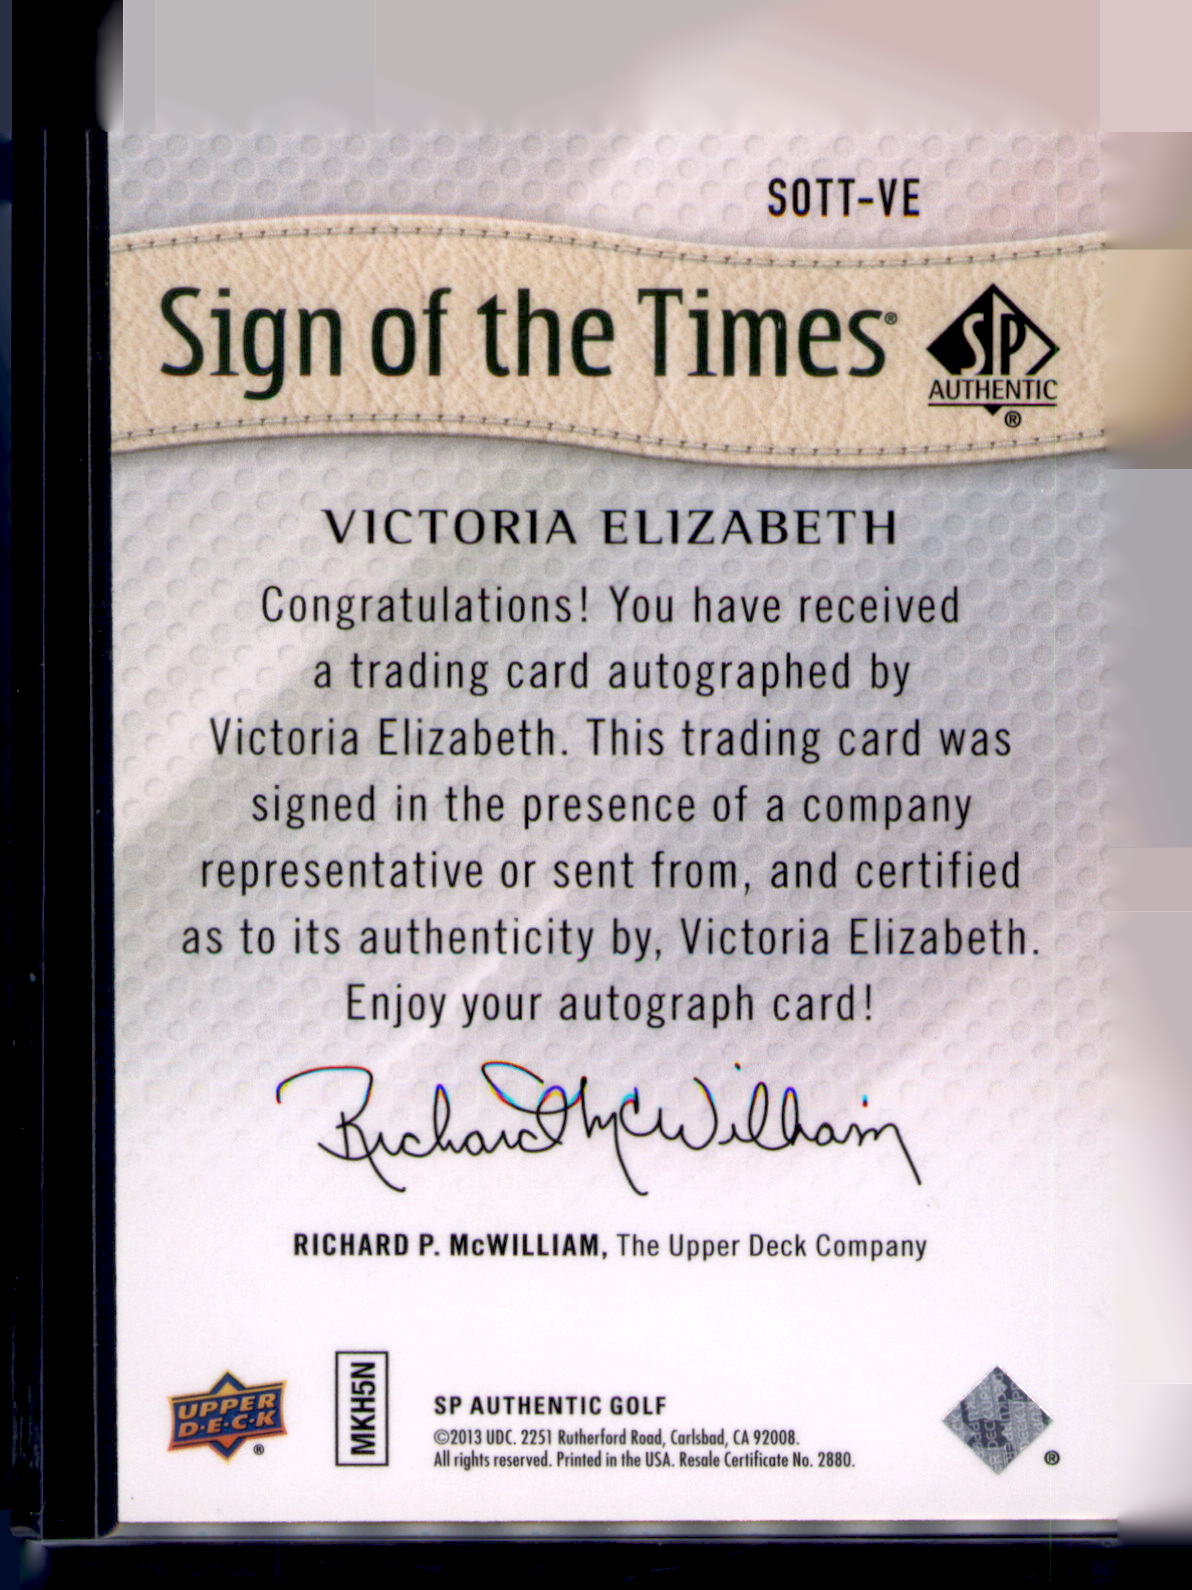 SOTT-VE
Sign of the Times®
SP
AUTHENTIC
®
VICTORIA ELIZABETH
Congratulations! You have received
a trading card autographed by
Victoria Elizabeth. This trading card was
signed in the presence of a company
representative or sent from, and certified
as to its authenticity by, Victoria Elizabeth.
Enjoy your autograph card!
Richard McWilliam
RICHARD P. McWILLIAM, The Upper Deck Company
UPPER
D·E·C·K
®
MKH5N
SP AUTHENTIC GOLF
©2013 UDC. 2251 Rutherford Road, Carlsbad, CA 92008.
All rights reserved. Printed in the USA. Resale Certificate No. 2880.
®